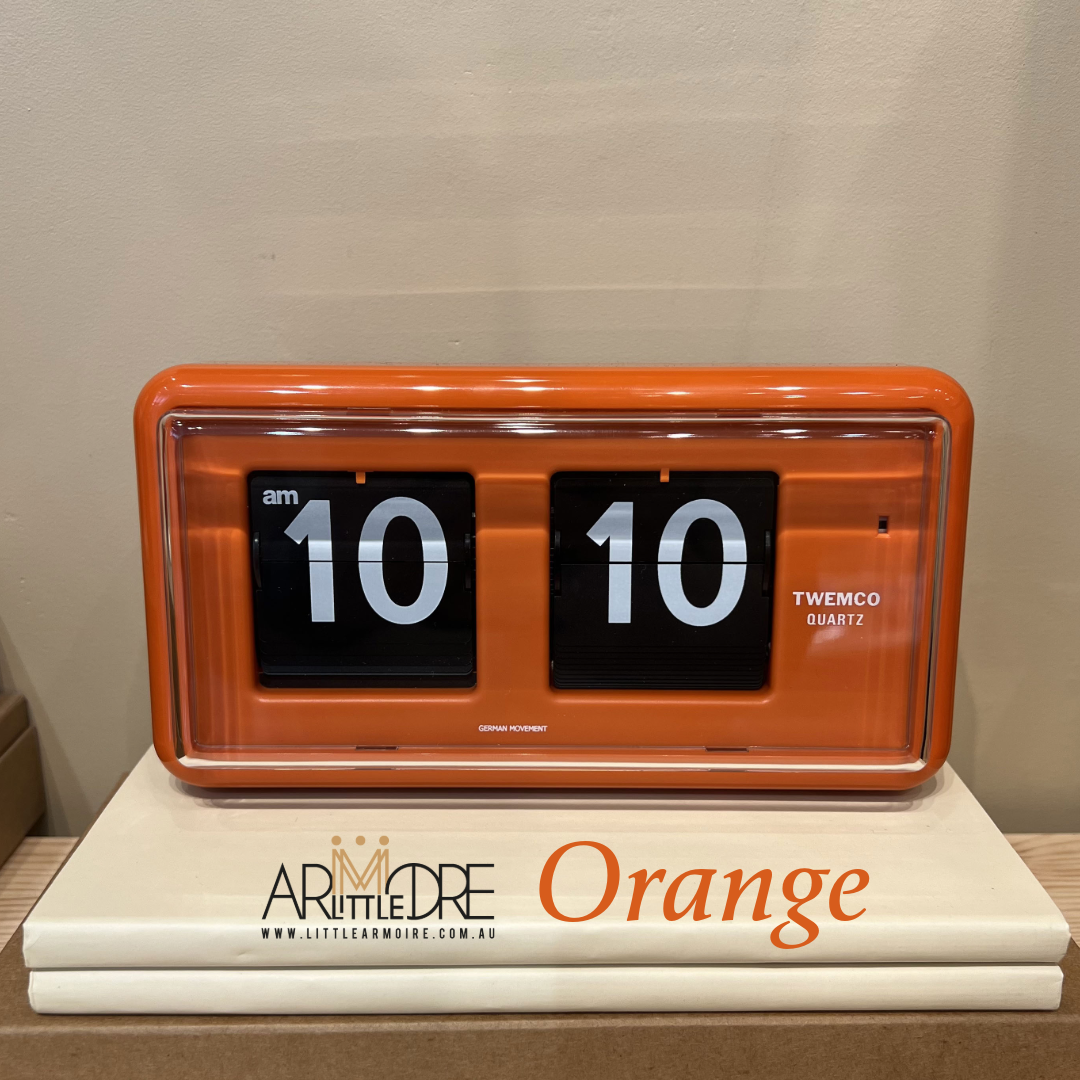 am
10
10
TWEMCO
QUARTZ
GERMAN MOVEMENT
ARMOIRE
LITTLE
Orange
WWW.LITTLEARMOIRE.COM.AU